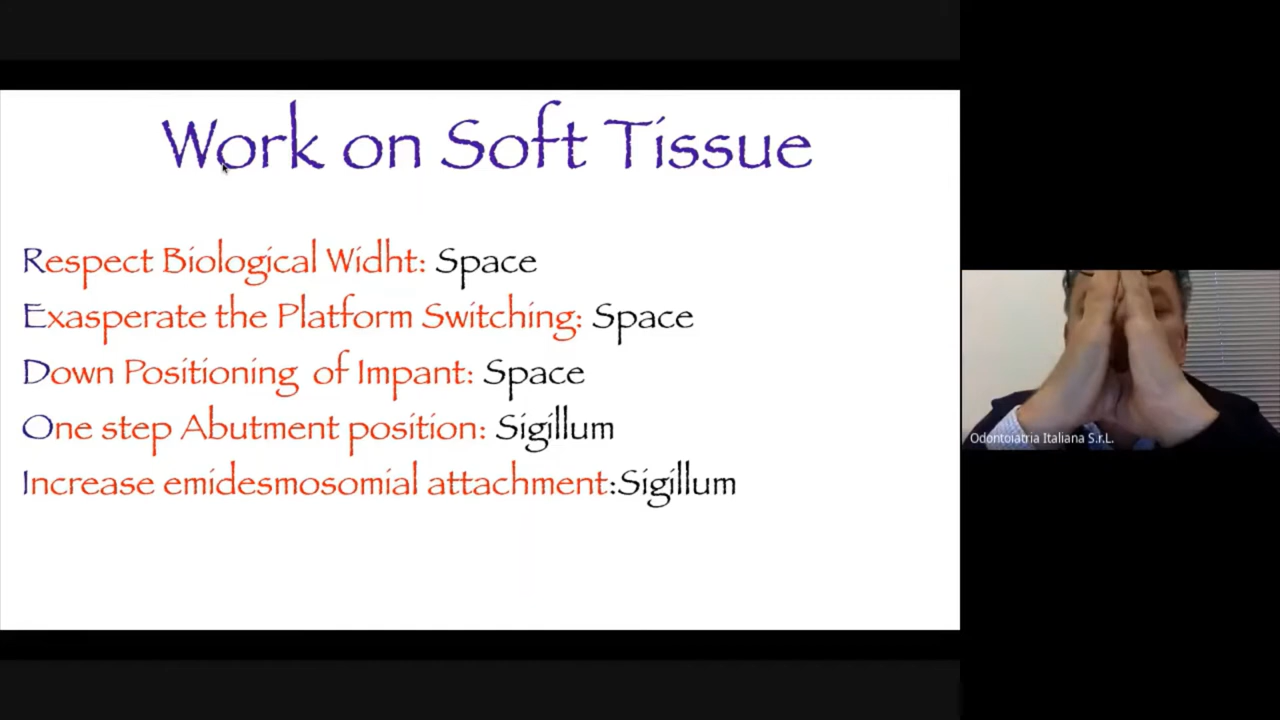 Work on Soft Tissue
Respect Biological Widht: Space
Exasperate the Platform Switching: Space
Down Positioning of Impant: Space
One step Abutment position: Sigillum
Increase emidesmosomial attachment:Sigillum
Odontoiatria Italiana S.r.L.